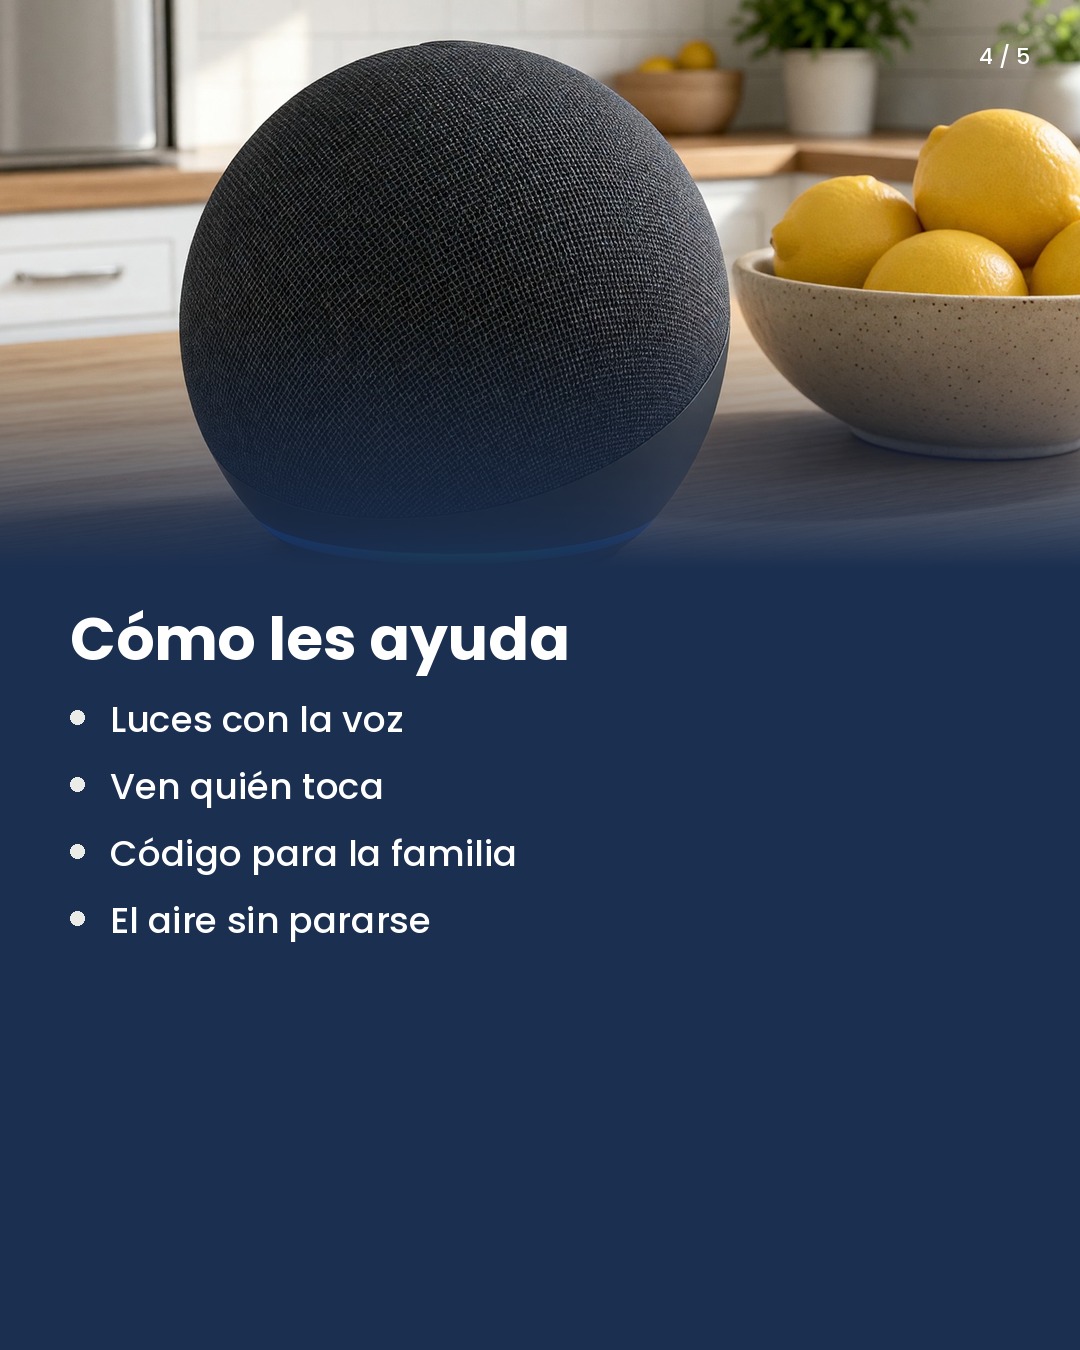 4 / 5
Cómo les ayuda
Luces con la voz
Ven quién toca
Código para la familia
El aire sin pararse